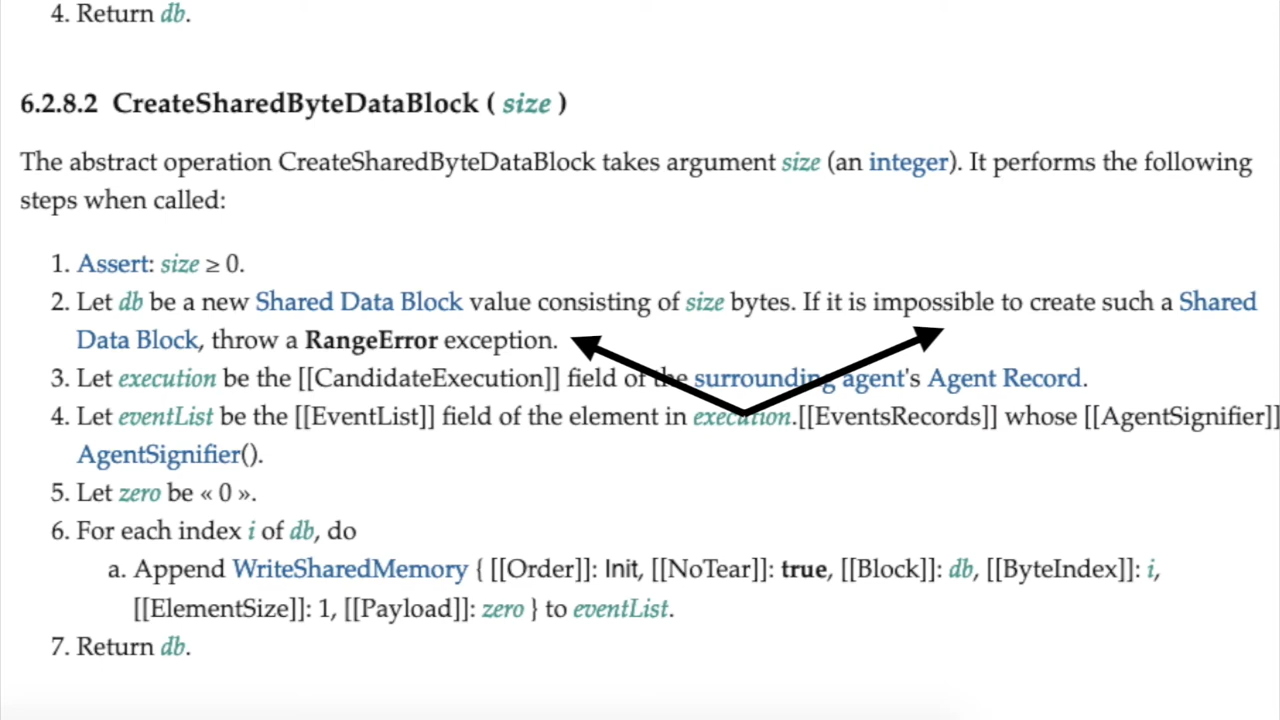 4. Return db.
6.2.8.2 CreateSharedByteDataBlock ( size )
The abstract operation CreateSharedByteDataBlock takes argument size (an integer). It performs the following
steps when called:
1. Assert: size ≥ 0.
2. Let db be a new Shared Data Block value consisting of size bytes. If it is impossible to create such a Shared
Data Block, throw a RangeError exception.
3. Let execution be the [[CandidateExecution]] field of the surrounding agent's Agent Record.
4. Let eventList be the [[EventList]] field of the element in execution.[[EventsRecords]] whose [[AgentSignifier]]
AgentSignifier().
5. Let zero be « 0 ».
6. For each index i of db, do
a. Append WriteSharedMemory { [[Order]]: Init, [[NoTear]]: true, [[Block]]: db, [[ByteIndex]]: i,
[[ElementSize]]: 1, [[Payload]]: zero } to eventList.
7. Return db.